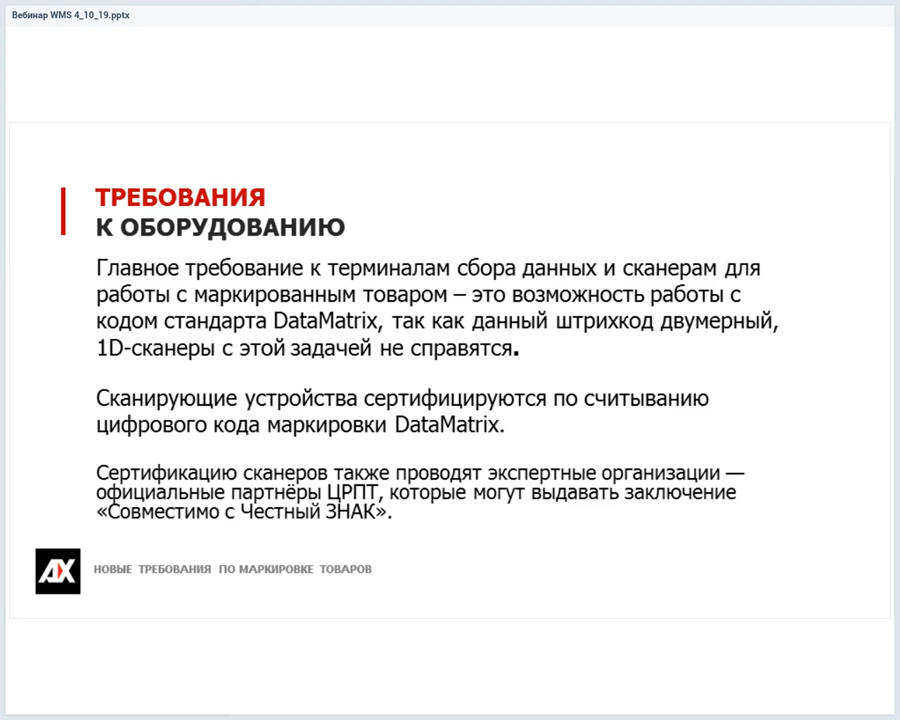 Вебинар WMS 4_10_19.pptx
ТРЕБОВАНИЯ
К ОБОРУДОВАНИЮ
Главное требование к терминалам сбора данных и сканерам для
работы с маркированным товаром – это возможность работы с
кодом стандарта DataMatrix, так как данный штрихкод двумерный,
1D-сканеры с этой задачей не справятся.
Сканирующие устройства сертифицируются по считыванию
цифрового кода маркировки DataMatrix.
Сертификацию сканеров также проводят экспертные организации —
официальные партнёры ЦРПТ, которые могут выдавать заключение
«Совместимо с Честный ЗНАК».
АХ
НОВЫЕ ТРЕБОВАНИЯ ПО МАРКИРОВКЕ ТОВАРОВ